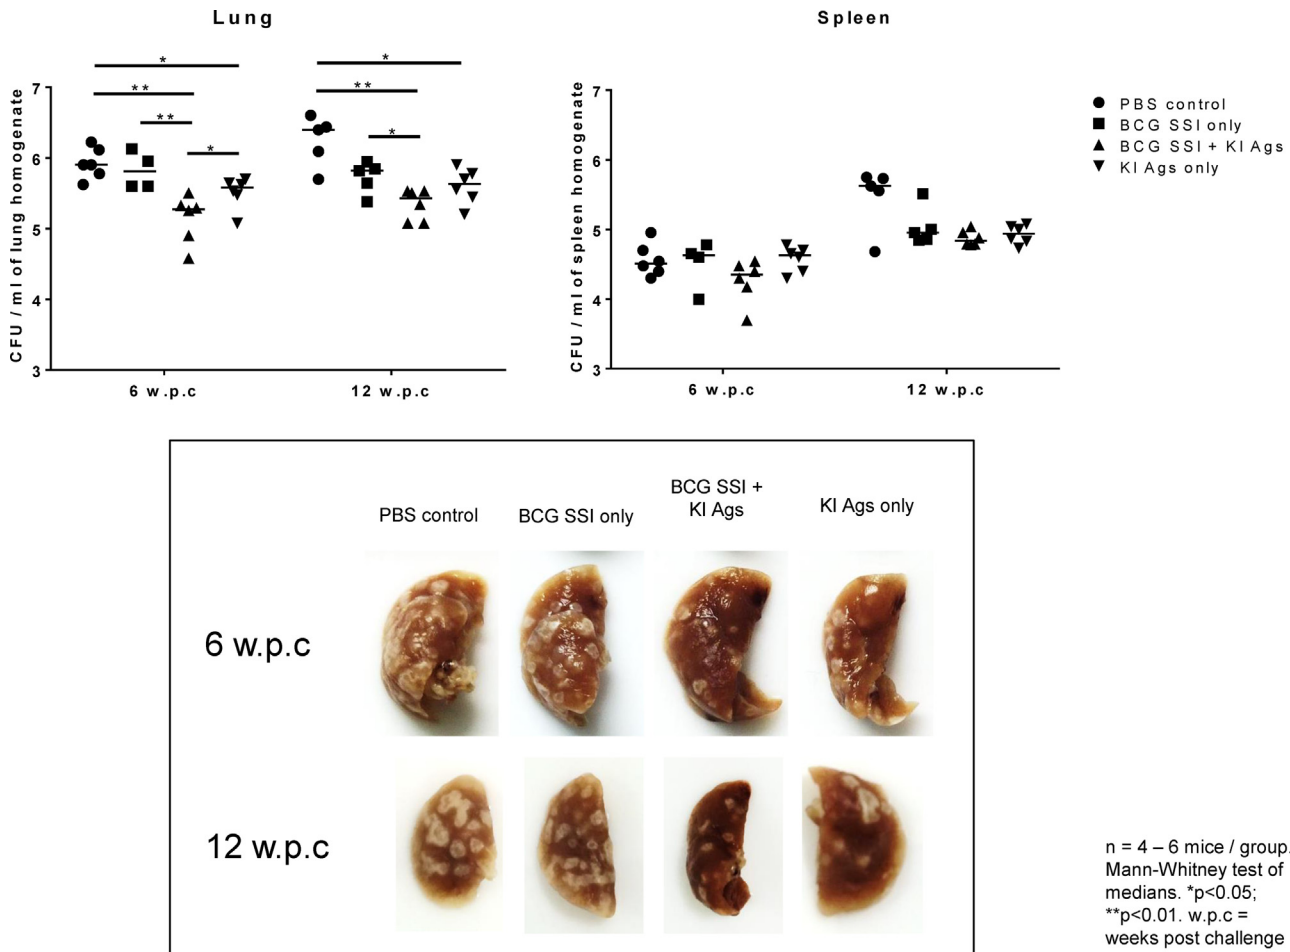 Lung
Spleen
CFU / ml of lung homogenate
7
6
5
4
3
*
**
**
*
*
**
*
6 w.p.c
12 w.p.c
CFU / ml of spleen homogenate
7
6
5
4
3
6 w.p.c
12 w.p.c
PBS control
BCG SSI only
BCG SSI + KI Ags
KI Ags only
PBS control
BCG SSI only
BCG SSI +
KI Ags
KI Ags only
6 w.p.c
12 w.p.c
n = 4 – 6 mice / group.
Mann-Whitney test of
medians. *p<0.05;
**p<0.01. w.p.c =
weeks post challenge